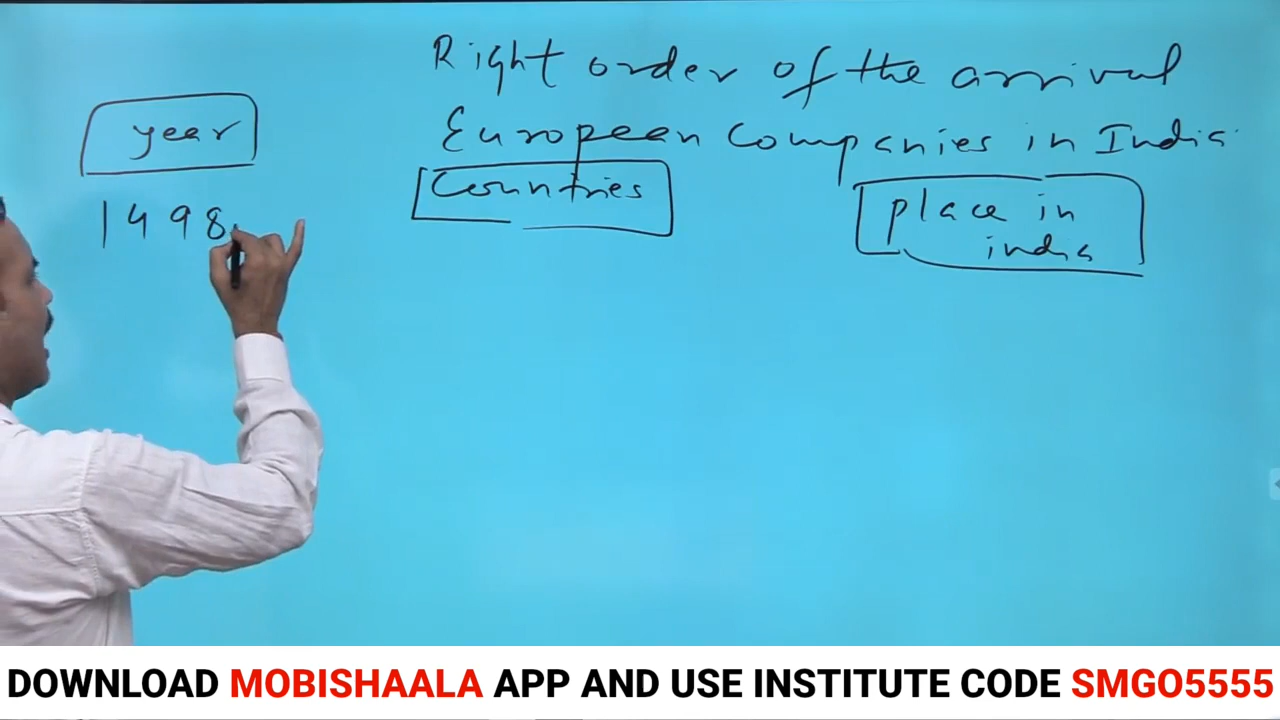 Right order of the arrival
European Companies in India
year
Countries
place in
india
1498
DOWNLOAD MOBISHAALA APP AND USE INSTITUTE CODE SMGO5555